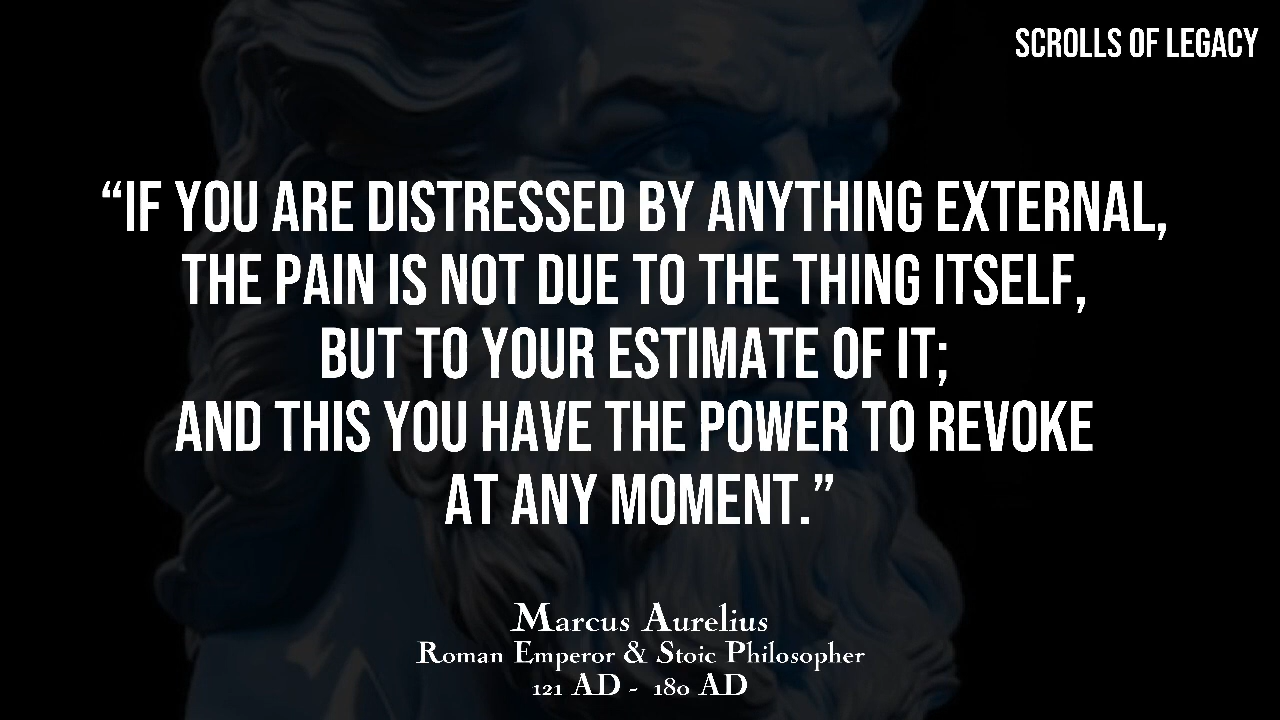 SCROLLS OF LEGACY
“IF YOU ARE DISTRESSED BY ANYTHING EXTERNAL,
THE PAIN IS NOT DUE TO THE THING ITSELF,
BUT TO YOUR ESTIMATE OF IT;
AND THIS YOU HAVE THE POWER TO REVOKE
AT ANY MOMENT.”
Marcus Aurelius
Roman Emperor & Stoic Philosopher
121 AD - 180 AD